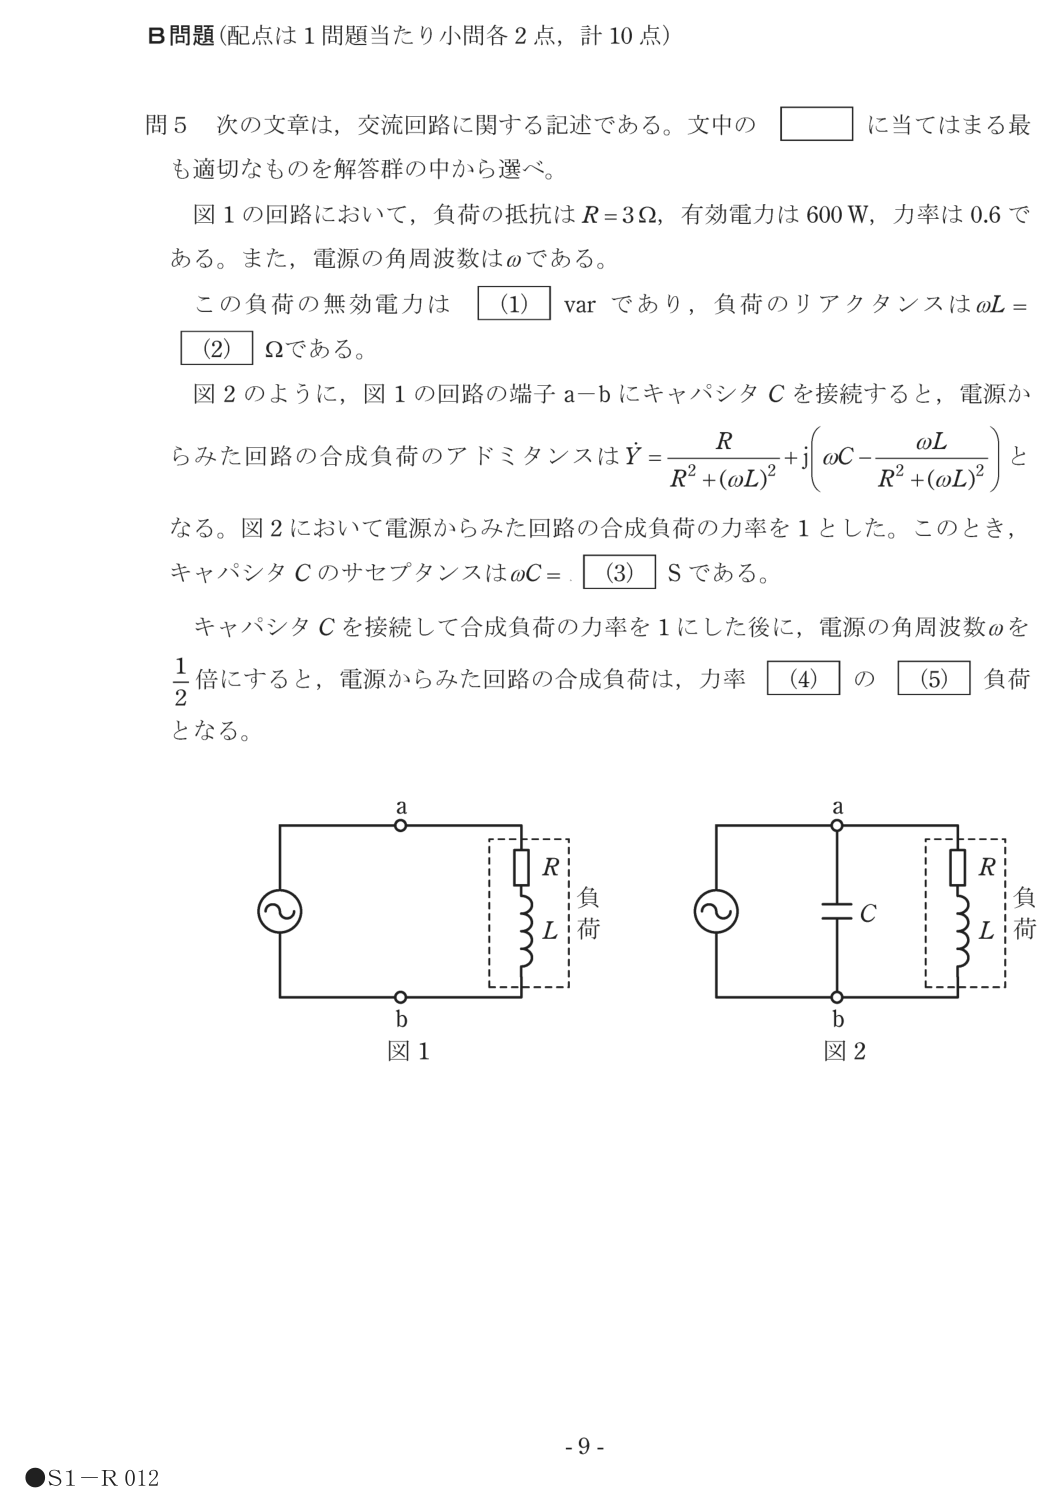 B問題(配点は1問題当たり小問各2点，計10点)
問5　次の文章は，交流回路に関する記述である。文中の　　　に当てはまる最
も適切なものを解答群の中から選べ。
図1の回路において，負荷の抵抗はR=3Ω，有効電力は600W，力率は0.6で
ある。また，電源の角周波数はωである。
この負荷の無効電力は (1) var であり，負荷のリアクタンスはωL=
(2) Ωである。
図2のように，図1の回路の端子a−bにキャパシタCを接続すると，電源か
らみた回路の合成負荷のアドミタンスはẎ = R/(R²+(ωL)²) + j(ωC − ωL/(R²+(ωL)²)) と
なる。図2において電源からみた回路の合成負荷の力率を1とした。このとき，
キャパシタCのサセプタンスはωC= (3) Sである。
キャパシタCを接続して合成負荷の力率を1にした後に，電源の角周波数ωを
1/2倍にすると，電源からみた回路の合成負荷は，力率 (4) の (5) 負荷
となる。
a a
R 負荷 R 負荷
L C L
b b
図1 図2
-9-
●S1−R012